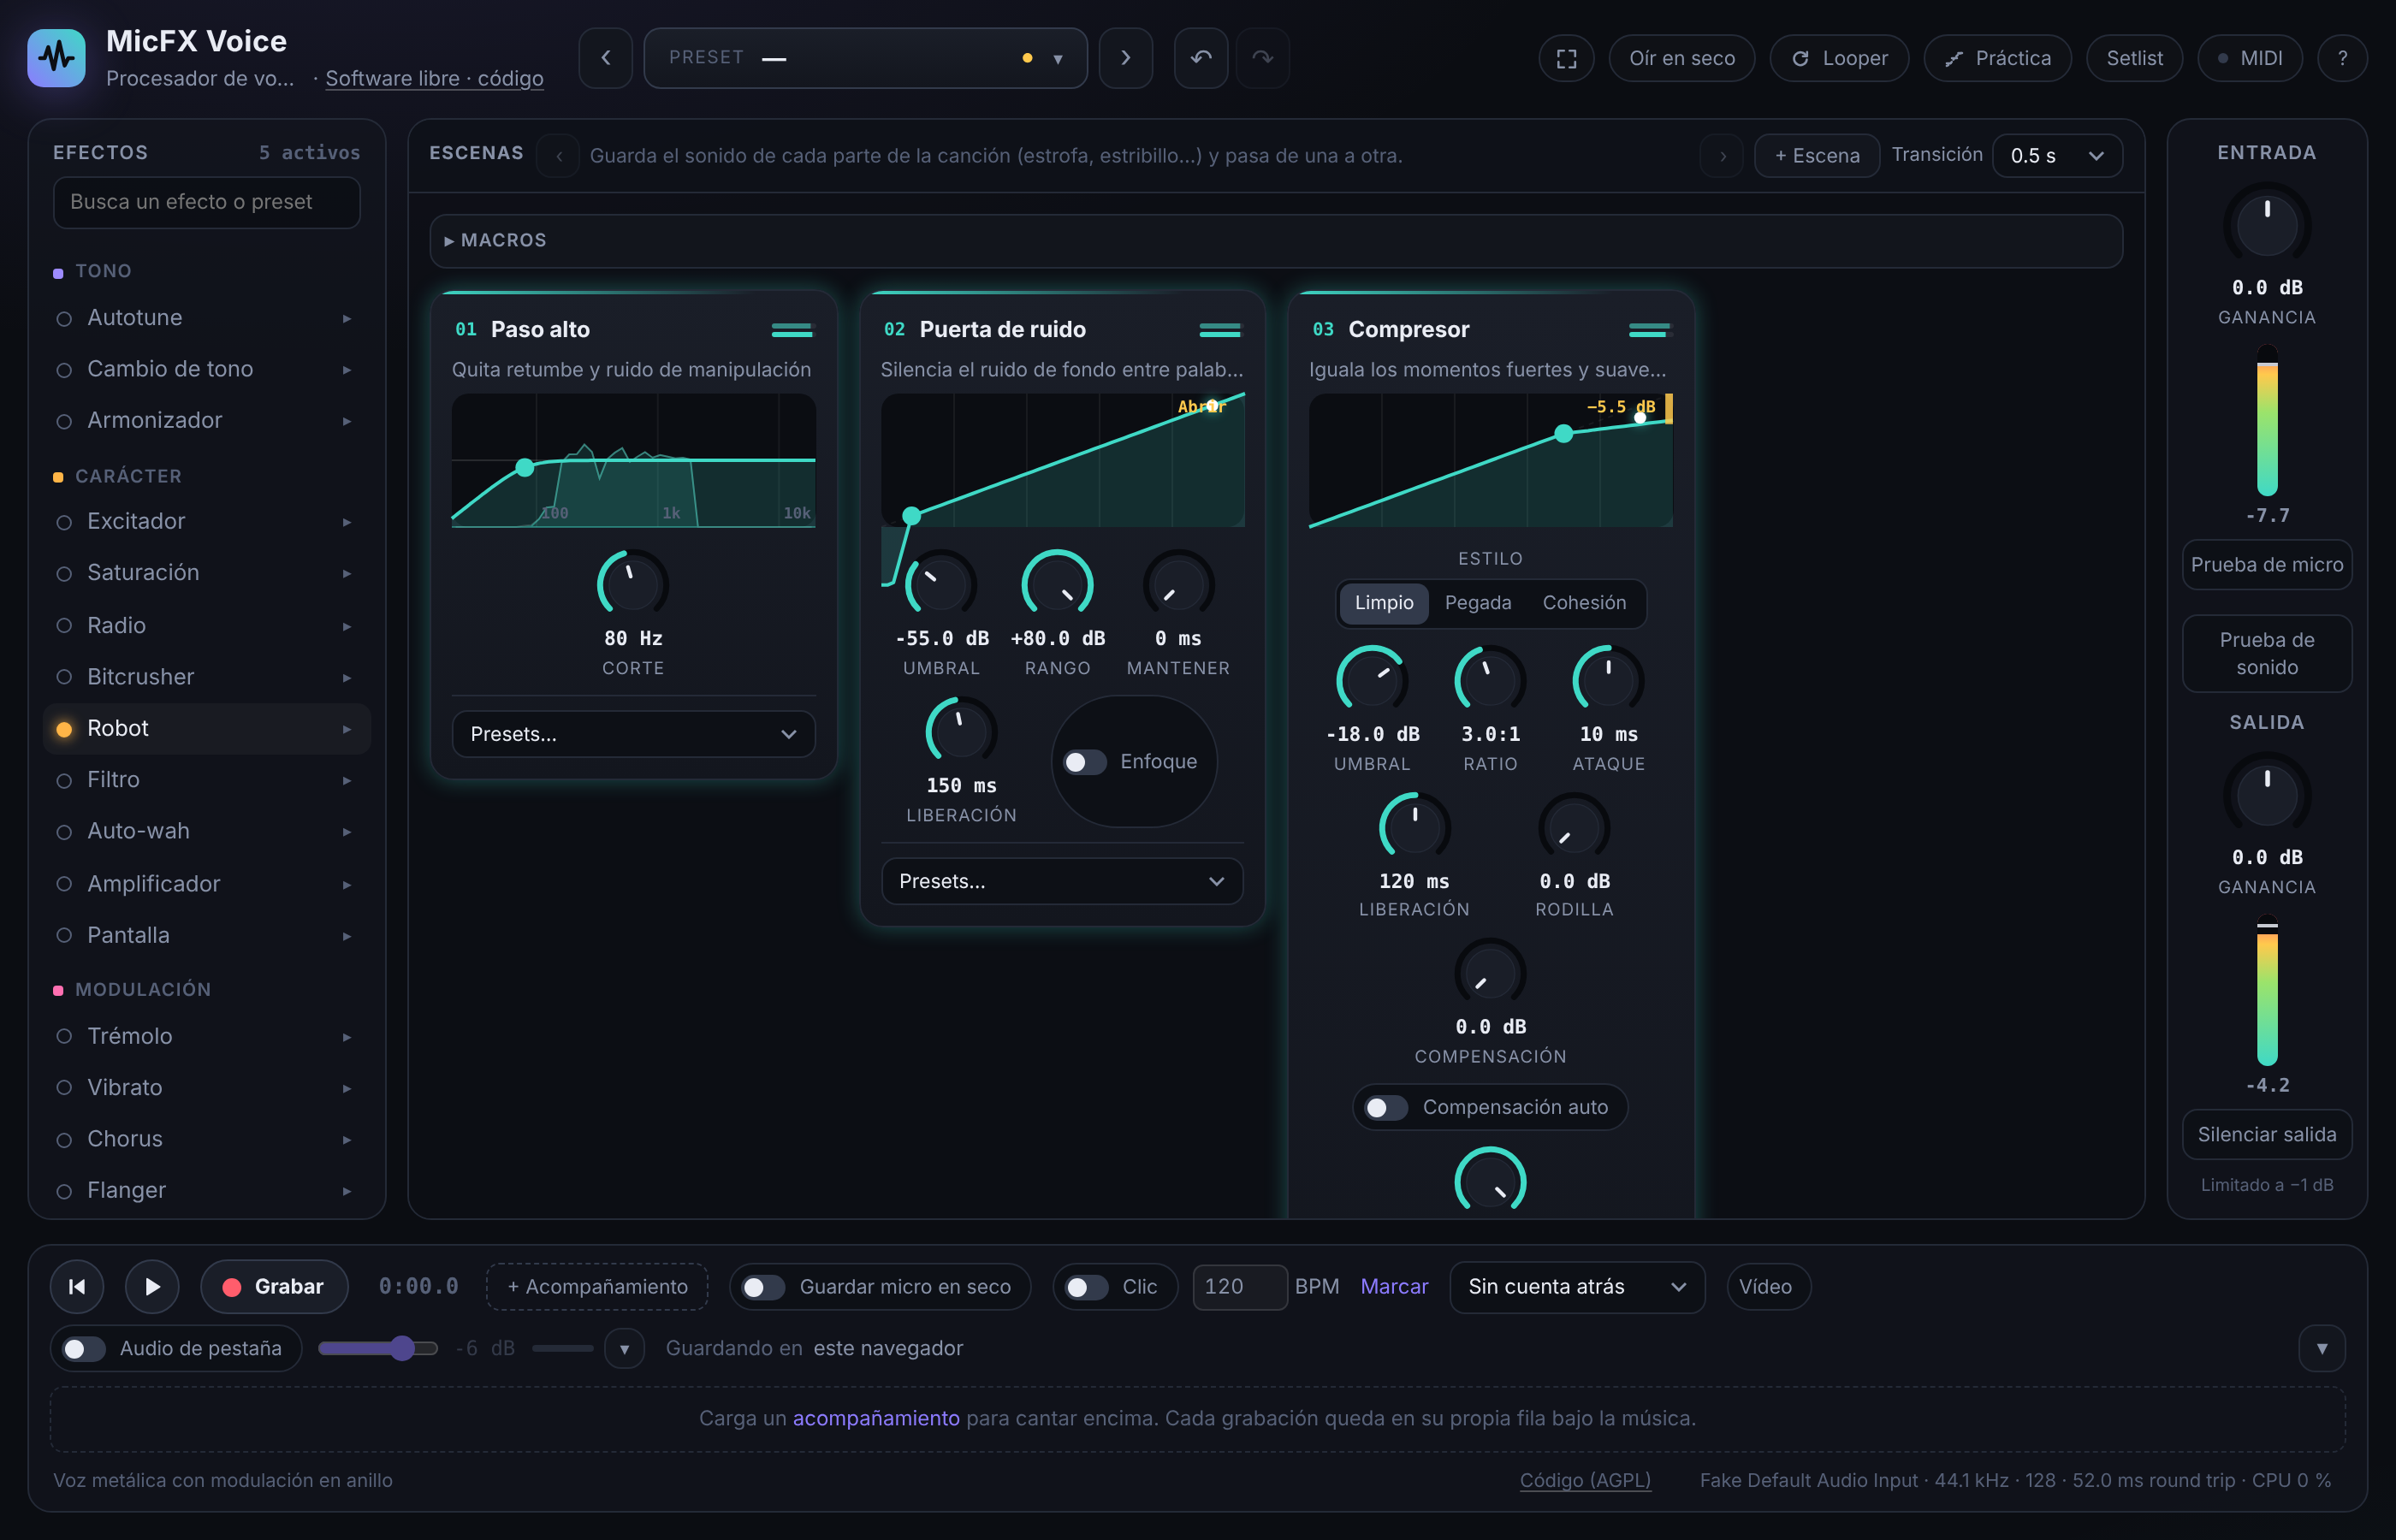 MicFX Voice
Procesador de vo... · Software libre · código
PRESET —
Oír en seco
Looper
Práctica
Setlist
MIDI
?
EFECTOS 5 activos
Busca un efecto o preset
TONO
Autotune
Cambio de tono
Armonizador
CARÁCTER
Excitador
Saturación
Radio
Bitcrusher
Robot
Filtro
Auto-wah
Amplificador
Pantalla
MODULACIÓN
Trémolo
Vibrato
Chorus
Flanger
ESCENAS
Guarda el sonido de cada parte de la canción (estrofa, estribillo...) y pasa de una a otra.
+ Escena
Transición
0.5 s
MACROS
01 Paso alto
Quita retumbe y ruido de manipulación
100 1k 10k
80 Hz
CORTE
Presets...
02 Puerta de ruido
Silencia el ruido de fondo entre palab...
Abrir
-55.0 dB +80.0 dB 0 ms
UMBRAL RANGO MANTENER
150 ms
LIBERACIÓN
Enfoque
Presets...
03 Compresor
Iguala los momentos fuertes y suave...
−5.5 dB
ESTILO
Limpio Pegada Cohesión
-18.0 dB 3.0:1 10 ms
UMBRAL RATIO ATAQUE
120 ms 0.0 dB
LIBERACIÓN RODILLA
0.0 dB
COMPENSACIÓN
Compensación auto
ENTRADA
0.0 dB
GANANCIA
-7.7
Prueba de micro
Prueba de
sonido
SALIDA
0.0 dB
GANANCIA
-4.2
Silenciar salida
Limitado a −1 dB
Grabar
0:00.0
+ Acompañamiento
Guardar micro en seco
Clic
120 BPM
Marcar
Sin cuenta atrás
Vídeo
Audio de pestaña
-6 dB
Guardando en este navegador
Carga un acompañamiento para cantar encima. Cada grabación queda en su propia fila bajo la música.
Voz metálica con modulación en anillo
Código (AGPL)
Fake Default Audio Input · 44.1 kHz · 128 · 52.0 ms round trip · CPU 0 %